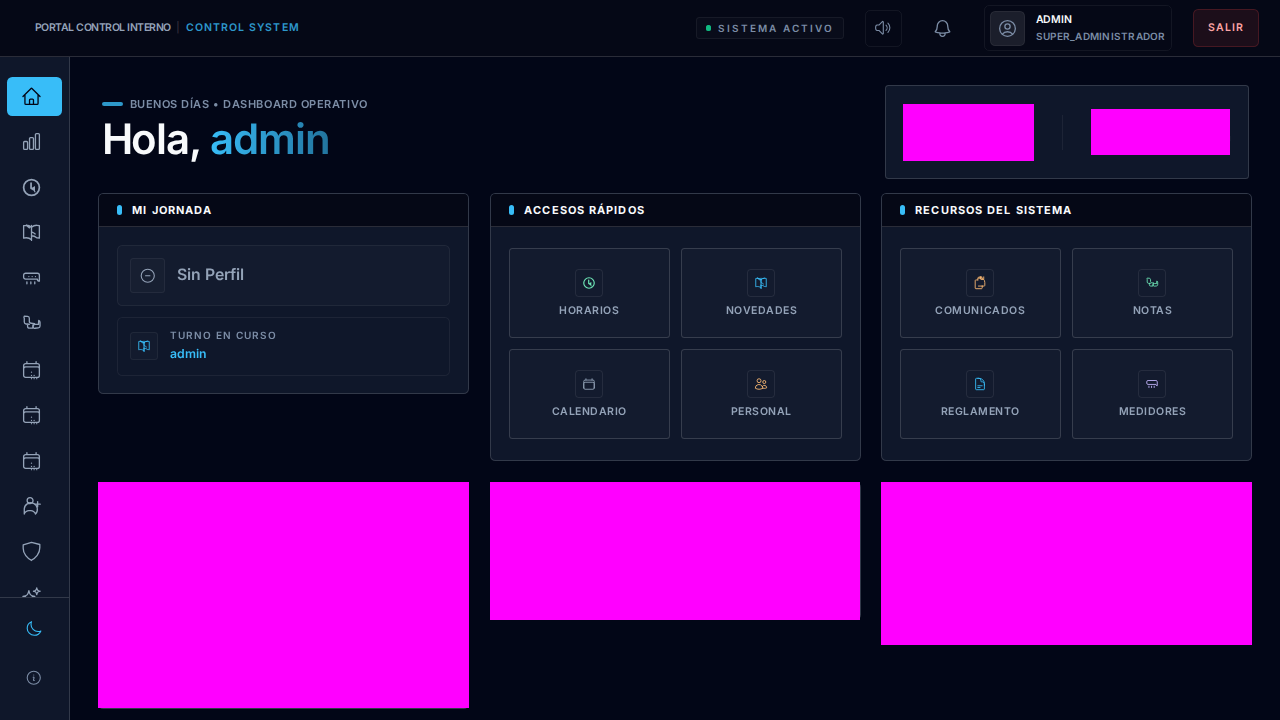 PORTAL CONTROL INTERNO | CONTROL SYSTEM
SISTEMA ACTIVO
ADMIN
SUPER_ADMINISTRADOR
SALIR
BUENOS DÍAS • DASHBOARD OPERATIVO
Hola, admin
MI JORNADA
Sin Perfil
TURNO EN CURSO
admin
ACCESOS RÁPIDOS
HORARIOS
NOVEDADES
CALENDARIO
PERSONAL
RECURSOS DEL SISTEMA
COMUNICADOS
NOTAS
REGLAMENTO
MEDIDORES